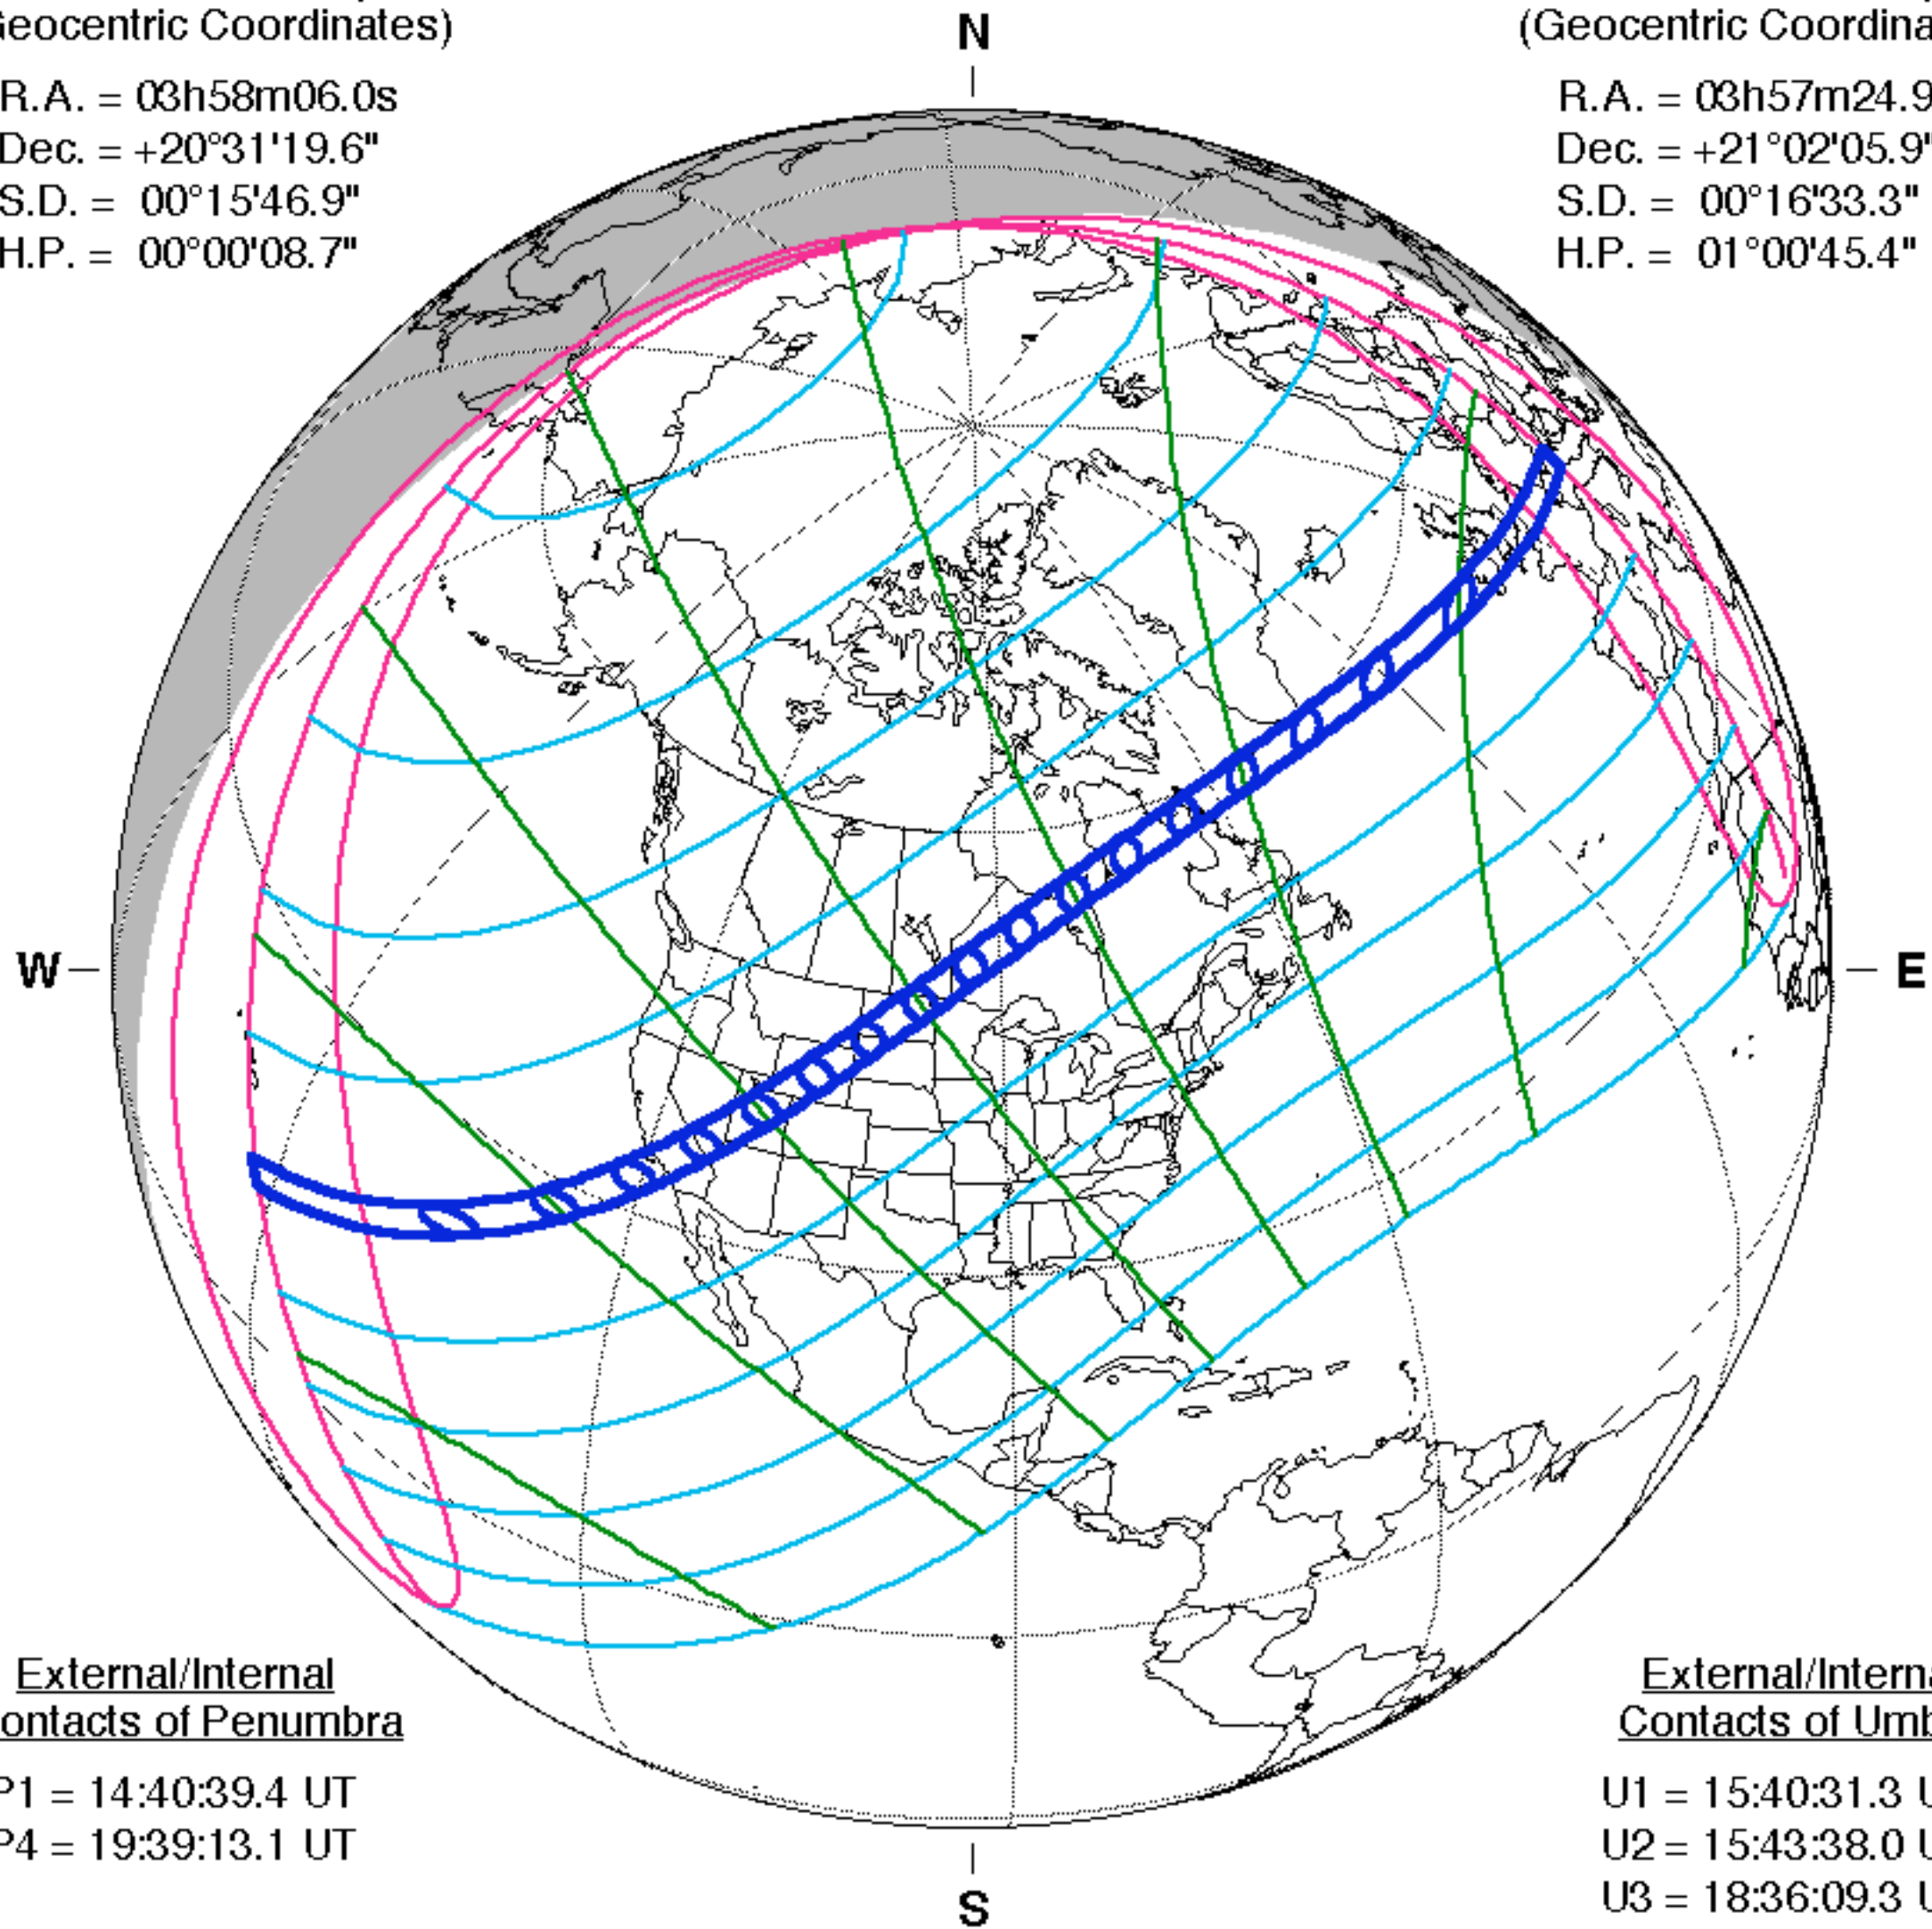 eocentric Coordinates)
R.A. = 03h58m06.0s
Dec. = +20°31'19.6"
S.D. = 00°15'46.9"
H.P. = 00°00'08.7"
N
(Geocentric Coordina
R.A. = 03h57m24.9
Dec. = +21°02'05.9"
S.D. = 00°16'33.3"
H.P. = 01°00'45.4"
W
E
External/Internal
ontacts of Penumbra
P1 = 14:40:39.4 UT
P4 = 19:39:13.1 UT
S
External/Interna
Contacts of Umb
U1 = 15:40:31.3 U
U2 = 15:43:38.0 U
U3 = 18:36:09.3 U